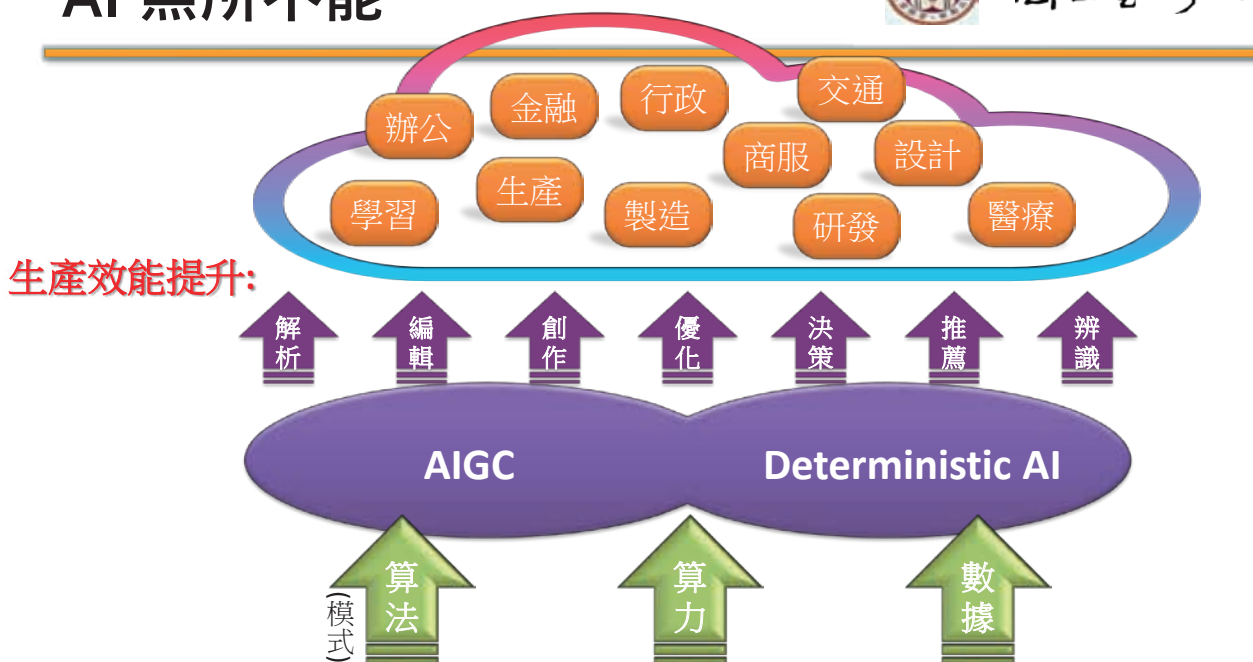 AI 無所不能
交通
金融
行政
辦公
商服
設計
生產
學習
製造
研發
醫療
生產效能提升:
解析
編輯
創作
優化
決策
推薦
辨識
AIGC
Deterministic AI
算法
(模式)
算力
數據